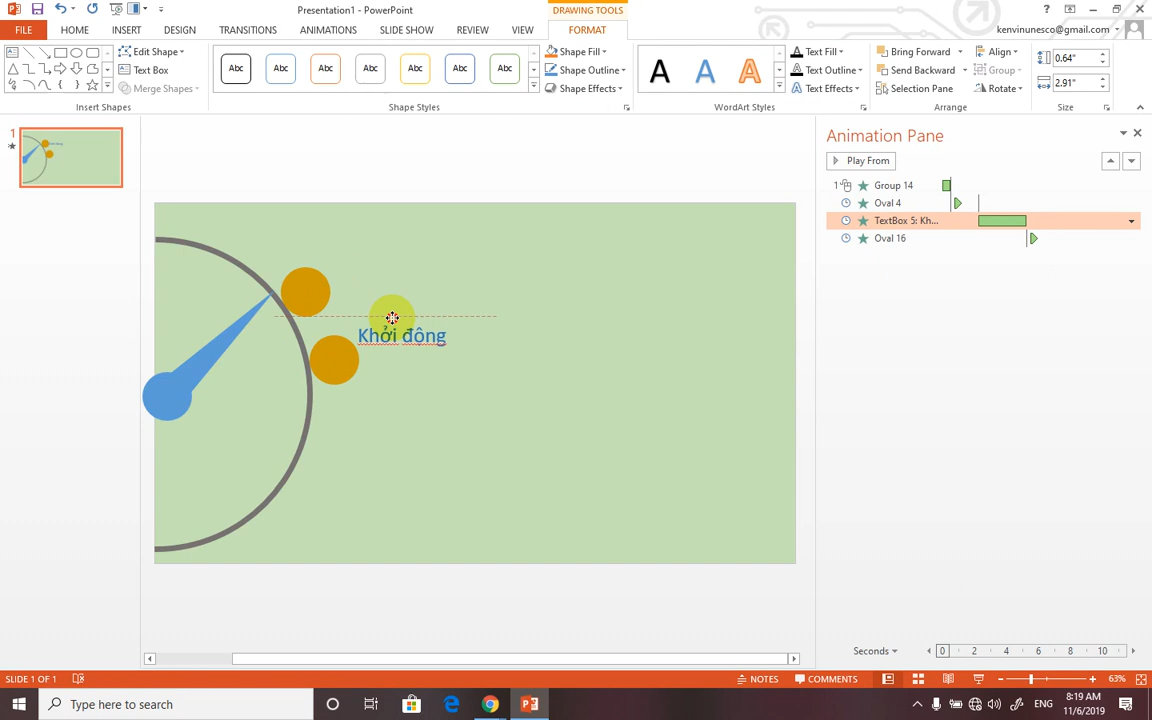 Presentation1 - PowerPoint
DRAWING TOOLS
?
FILE HOME INSERT DESIGN TRANSITIONS ANIMATIONS SLIDE SHOW REVIEW VIEW FORMAT
kenvinunesco@gmail.com
Edit Shape
Text Box
Merge Shapes
Insert Shapes
Abc Abc Abc Abc Abc Abc Abc
Shape Styles
Shape Fill
Shape Outline
Shape Effects
A A A
WordArt Styles
Text Fill
Text Outline
Text Effects
Bring Forward
Send Backward
Selection Pane
Align
Group
Rotate
Arrange
0.64"
2.91"
Size
1
Animation Pane
Play From
1 Group 14
Oval 4
TextBox 5: Kh...
Oval 16
Khởi động
Seconds 0 2 4 6 8 10
SLIDE 1 OF 1
NOTES
COMMENTS
63%
Type here to search
ENG
8:19 AM
11/6/2019